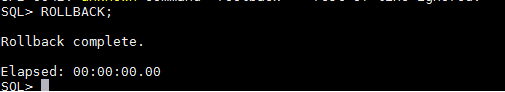 SQL> ROLLBACK;
Rollback complete.
Elapsed: 00:00:00.00
SQL>